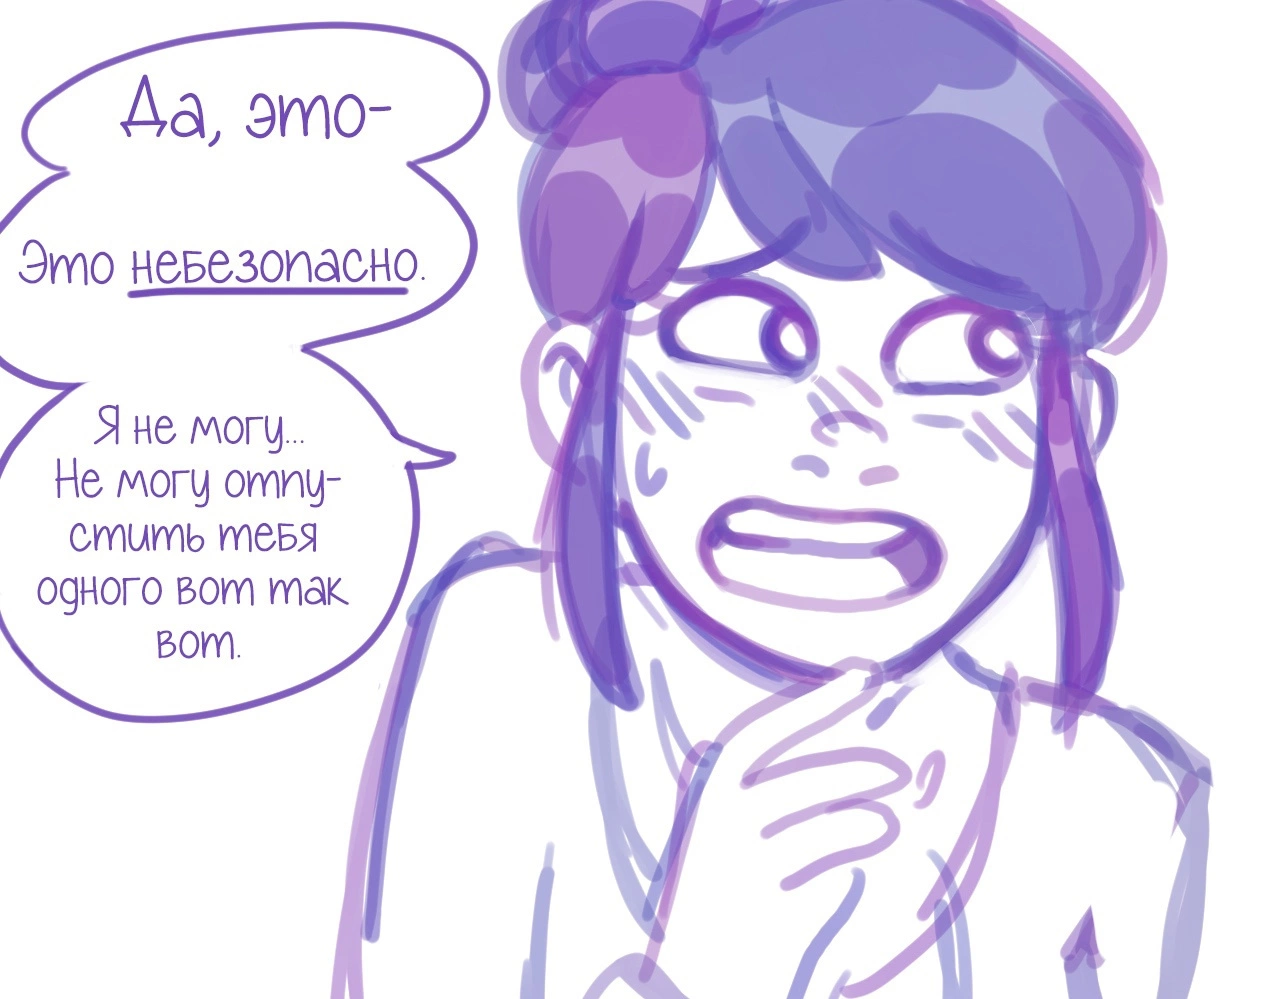 Да, это-
Это небезопасно.
Я не могу...
Не могу отпу-
стить тебя
одного вот так
вот.